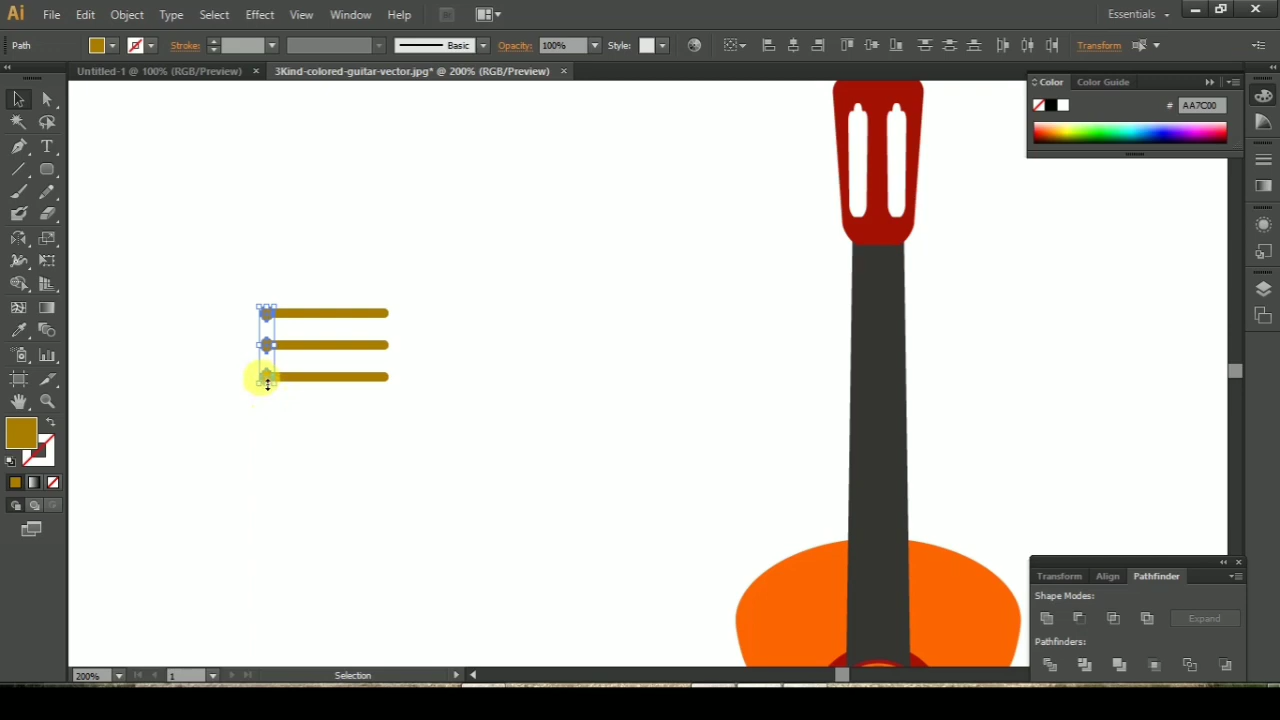 Ai File Edit Object Type Select Effect View Window Help Essentials
Path Stroke: Basic Opacity: 100% Style: Transform
Untitled-1 @ 100% (RGB/Preview) × 3Kind-colored-guitar-vector.jpg* @ 200% (RGB/Preview) ×
Color Color Guide
# AA7C00
Transform Align Pathfinder
Shape Modes:
Expand
Pathfinders:
200% 1 Selection